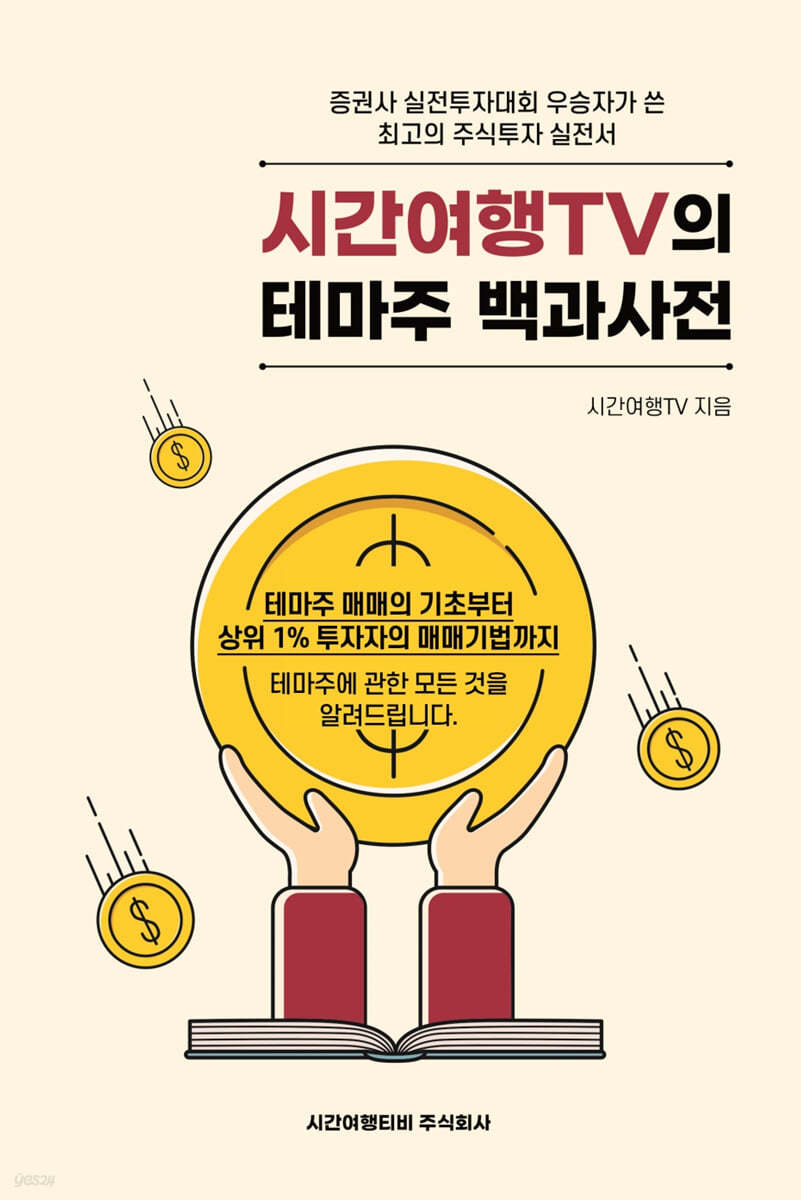 증권사 실전투자대회 우승자가 쓴
최고의 주식투자 실전서
시간여행TV의
테마주 백과사전
시간여행TV 지음
테마주 매매의 기초부터
상위 1% 투자자의 매매기법까지
테마주에 관한 모든 것을
알려드립니다.
시간여행티비 주식회사
yes24